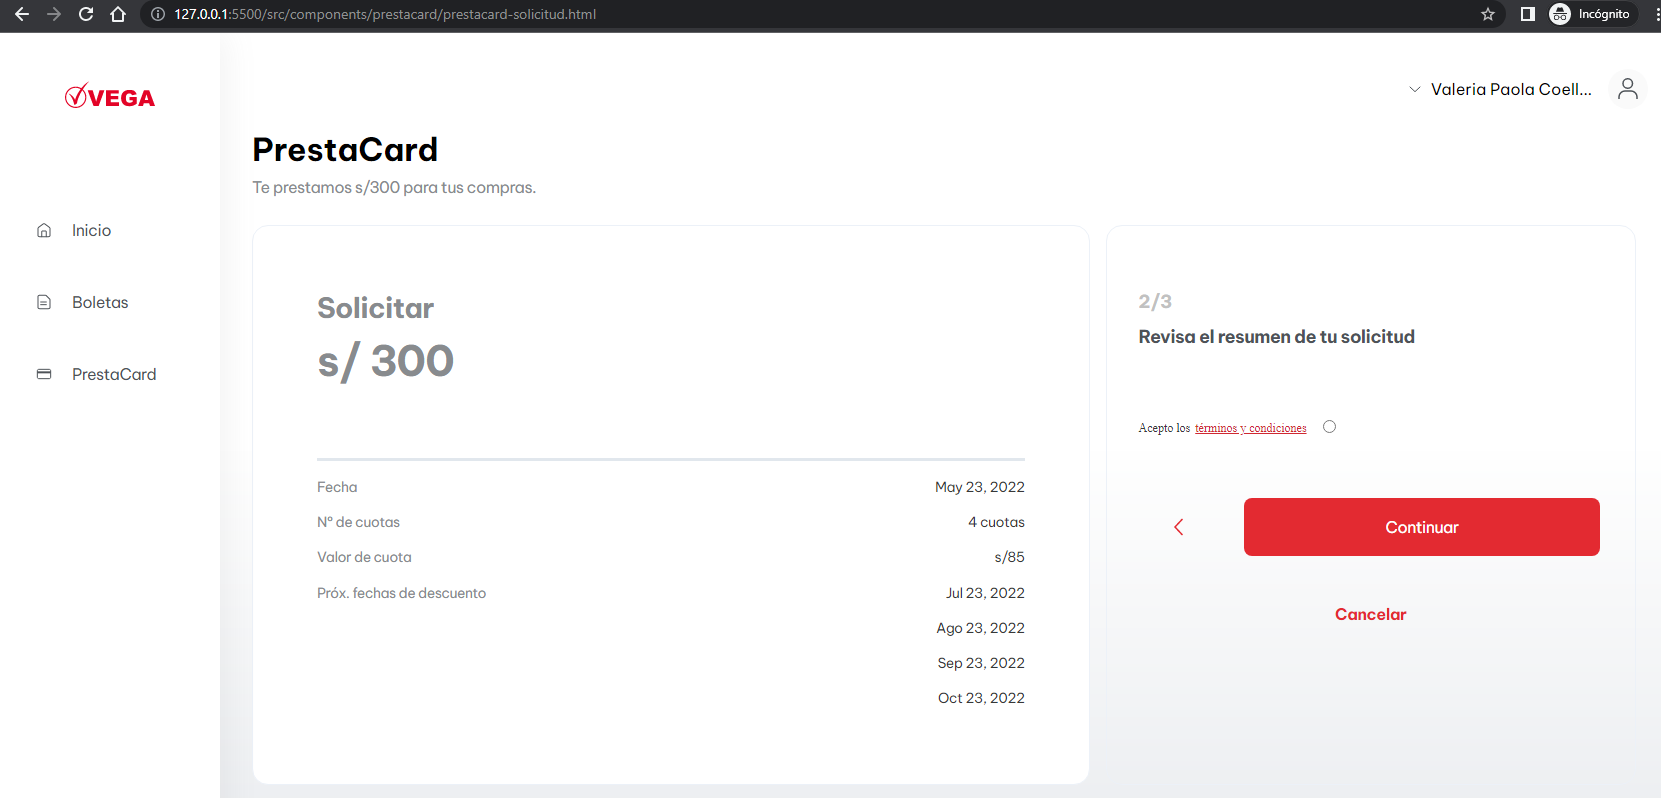 127.0.0.1:5500/src/components/prestacard/prestacard-solicitud.html
Incógnito
VEGA
Valeria Paola Coell...
Inicio
Boletas
PrestaCard
PrestaCard
Te prestamos s/300 para tus compras.
Solicitar
s/ 300
Fecha May 23, 2022
N° de cuotas 4 cuotas
Valor de cuota s/85
Próx. fechas de descuento Jul 23, 2022
Ago 23, 2022
Sep 23, 2022
Oct 23, 2022
2/3
Revisa el resumen de tu solicitud
Acepto los términos y condiciones
Continuar
Cancelar